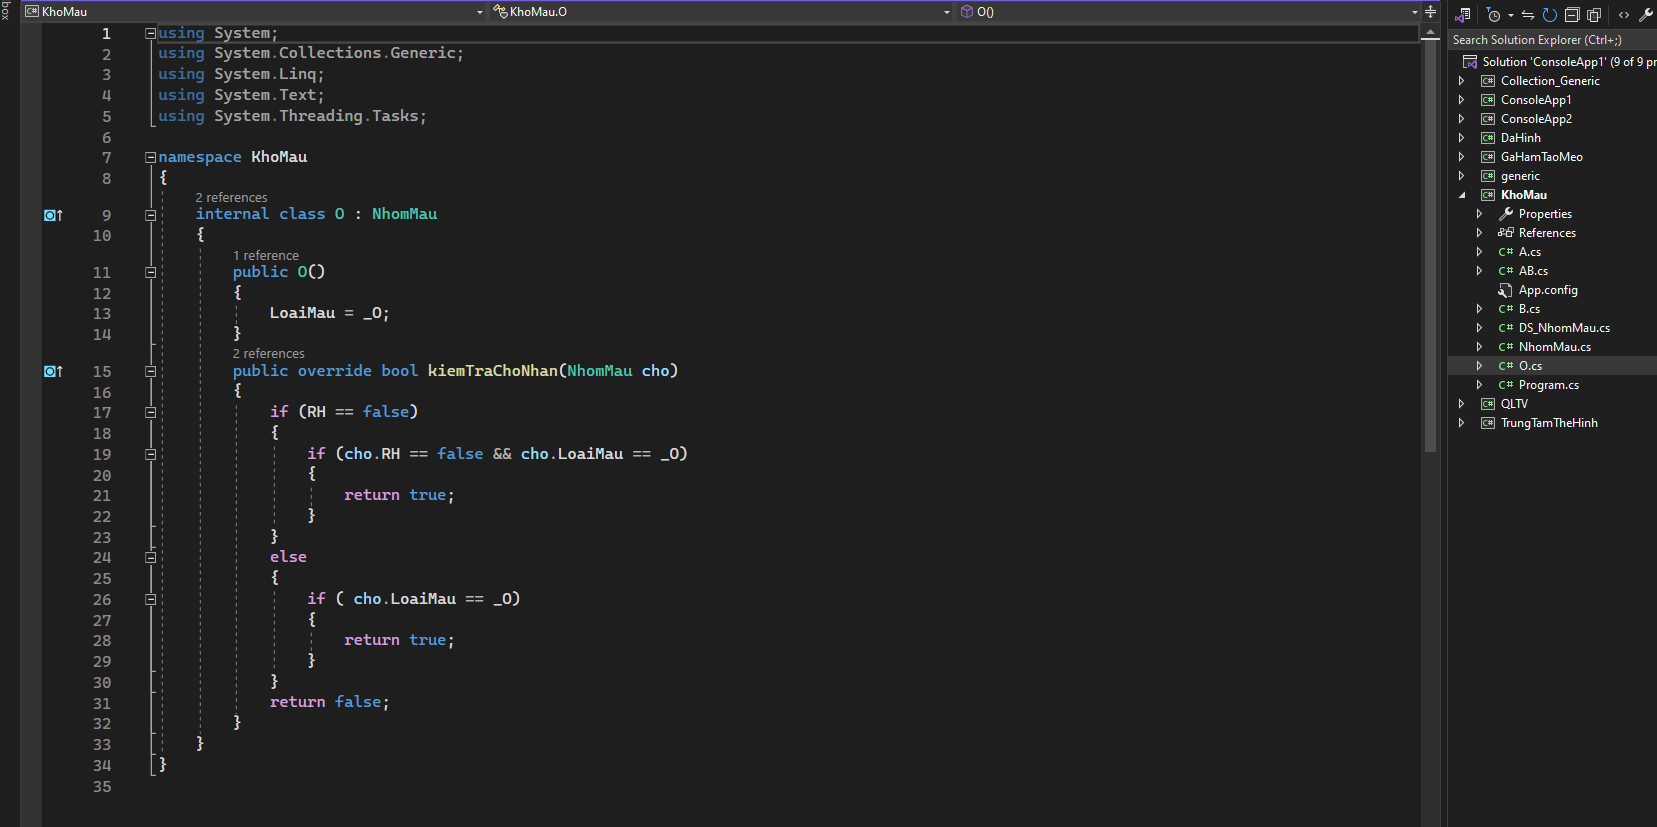 box
KhoMau
KhoMau.O
O()
1 using System;
2 using System.Collections.Generic;
3 using System.Linq;
4 using System.Text;
5 using System.Threading.Tasks;
6
7 namespace KhoMau
8 {
2 references
9 internal class O : NhomMau
10 {
1 reference
11 public O()
12 {
13 LoaiMau = _O;
14 }
2 references
15 public override bool kiemTraChoNhan(NhomMau cho)
16 {
17 if (RH == false)
18 {
19 if (cho.RH == false && cho.LoaiMau == _O)
20 {
21 return true;
22 }
23 }
24 else
25 {
26 if ( cho.LoaiMau == _O)
27 {
28 return true;
29 }
30 }
31 return false;
32 }
33 }
34 }
35
Search Solution Explorer (Ctrl+;)
Solution 'ConsoleApp1' (9 of 9 pr
C# Collection_Generic
C# ConsoleApp1
C# ConsoleApp2
C# DaHinh
C# GaHamTaoMeo
C# generic
C# KhoMau
Properties
References
C# A.cs
C# AB.cs
App.config
C# B.cs
C# DS_NhomMau.cs
C# NhomMau.cs
C# O.cs
C# Program.cs
C# QLTV
C# TrungTamTheHinh